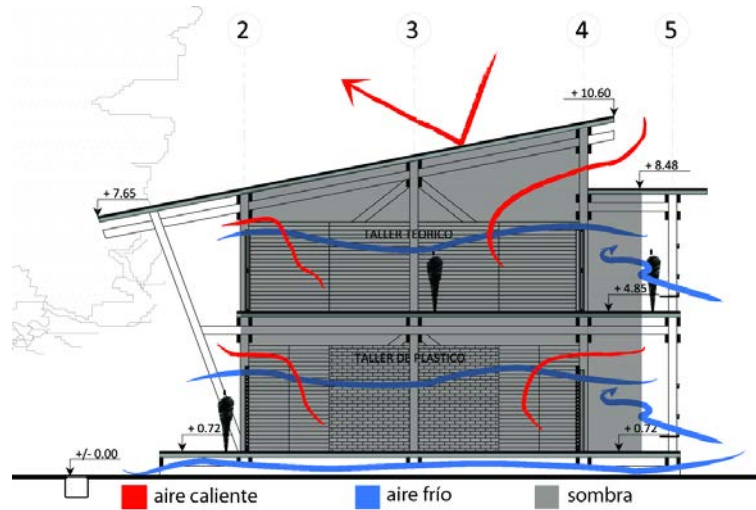 2 3 4 5
+ 10.60
+ 8.48
+ 7.65
TALLER TEORICO
+ 4.85
TALLER DE PLASTICO
+ 0.72
+ 0.72
+/- 0.00
aire caliente aire frío sombra